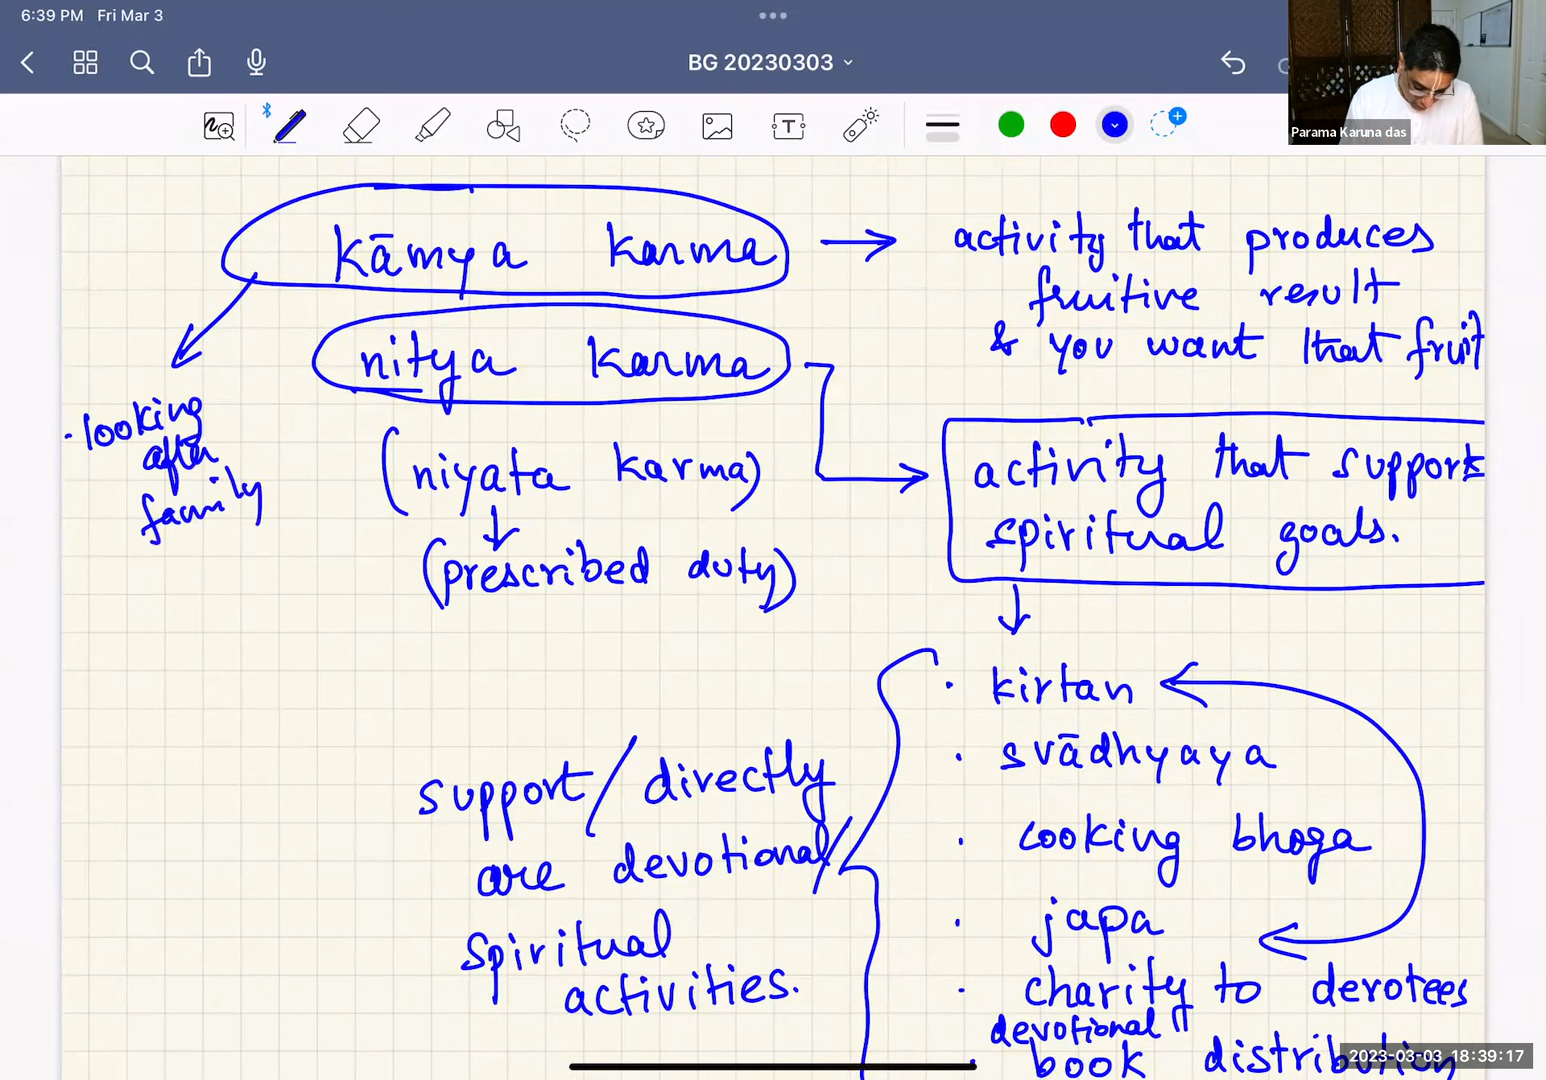 6:39 PM Fri Mar 3
BG 20230303
Parama Karuna das
kāmya karma → activity that produces
fruitive result
& you want that fruit
nitya karma
· looking
after
family
(niyata karma)
(prescribed duty)
activity that supports
spiritual goals.
· kirtan
· svādhyaya
· cooking bhoga
· japa
· charity to devotees
devotional
· book distribution
support / directly
are devotional /
spiritual
activities.
2023-03-03 18:39:17